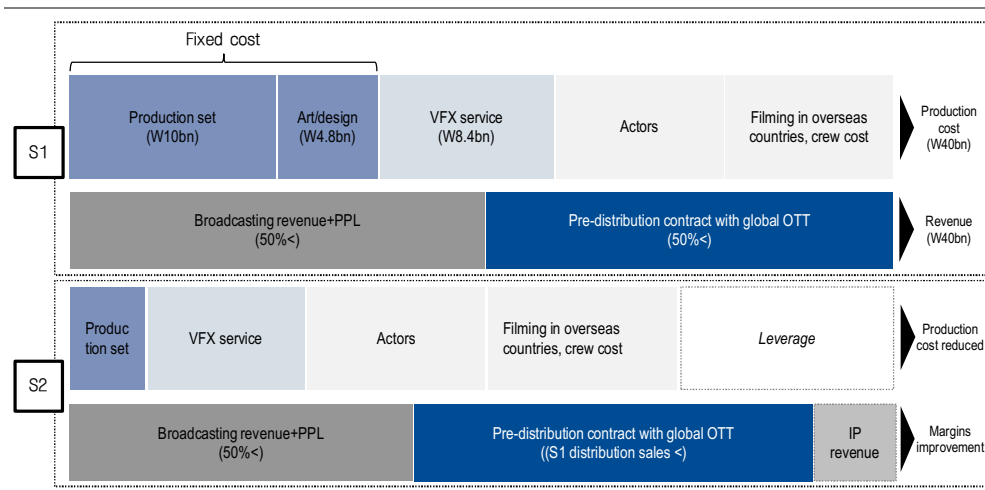 Fixed cost
S1
Production set
(W10bn)
Art/design
(W4.8bn)
VFX service
(W8.4bn)
Actors
Filming in overseas
countries, crew cost
Production
cost
(W40bn)
Broadcasting revenue+PPL
(50%<)
Pre-distribution contract with global OTT
(50%<)
Revenue
(W40bn)
S2
Produc
tion set
VFX service
Actors
Filming in overseas
countries, crew cost
Leverage
Production
cost reduced
Broadcasting revenue+PPL
(50%<)
Pre-distribution contract with global OTT
((S1 distribution sales <)
IP
revenue
Margins
improvement